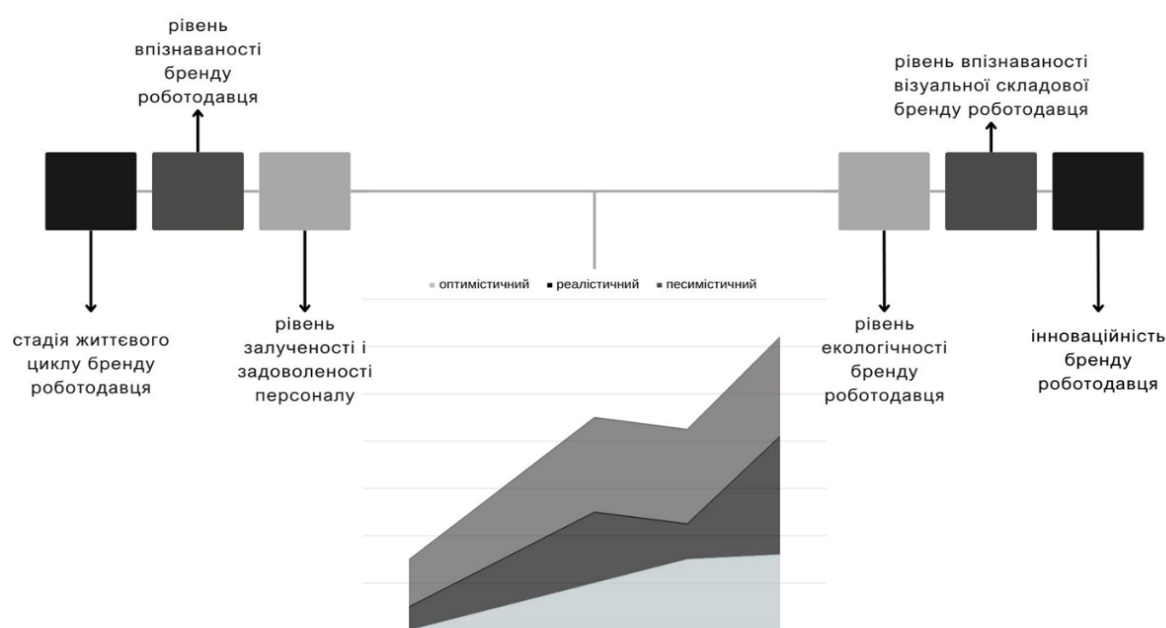 рівень
впізнаваності
бренду
роботодавця
рівень впізнаваності
візуальної складової
бренду роботодавця
оптимістичний реалістичний песимістичний
стадія життєвого
циклу бренду
роботодавця
рівень
залученості і
задоволеності
персоналу
рівень
екологічності
бренду
роботодавця
інноваційність
бренду
роботодавця